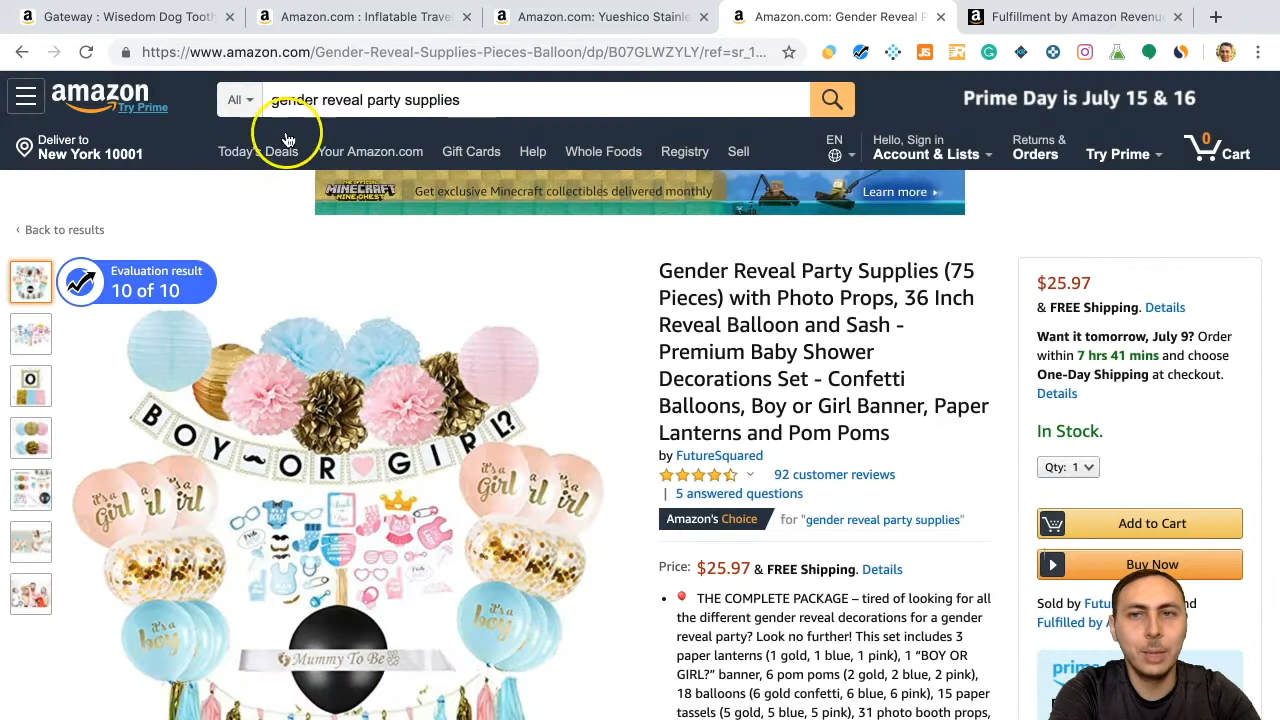 Gateway : Wisedom Dog Tooth
Amazon.com : Inflatable Travel
Amazon.com: Yueshico Stainle
Amazon.com: Gender Reveal P
Fulfillment by Amazon Revenu
https://www.amazon.com/Gender-Reveal-Supplies-Pieces-Balloon/dp/B07GLWZYLY/ref=sr_1...
amazon
Try Prime
All
gender reveal party supplies
Prime Day is July 15 & 16
Deliver to
New York 10001
Today's Deals
Your Amazon.com
Gift Cards
Help
Whole Foods
Registry
Sell
EN
Hello, Sign in
Account & Lists
Returns &
Orders
Try Prime
0
Cart
MINECRAFT
Get exclusive Minecraft collectibles delivered monthly
Learn more
‹ Back to results
Evaluation result
10 of 10
BOY-OR GIRL!?
it's a girl
it's a girl
it's a boy
it's a boy
Mummy To Be
Gender Reveal Party Supplies (75
Pieces) with Photo Props, 36 Inch
Reveal Balloon and Sash -
Premium Baby Shower
Decorations Set - Confetti
Balloons, Boy or Girl Banner, Paper
Lanterns and Pom Poms
by FutureSquared
92 customer reviews
| 5 answered questions
Amazon's Choice for "gender reveal party supplies"
Price: $25.97 & FREE Shipping. Details
• THE COMPLETE PACKAGE – tired of looking for all
the different gender reveal decorations for a gender
reveal party? Look no further! This set includes 3
paper lanterns (1 gold, 1 blue, 1 pink), 1 "BOY OR
GIRL?" banner, 6 pom poms (2 gold, 2 blue, 2 pink),
18 balloons (6 gold confetti, 6 blue, 6 pink), 15 paper
tassels (5 gold, 5 blue, 5 pink), 31 photo booth props,
$25.97
& FREE Shipping. Details
Want it tomorrow, July 9? Order
within 7 hrs 41 mins and choose
One-Day Shipping at checkout.
Details
In Stock.
Qty: 1
Add to Cart
Buy Now
Sold by
Fulfilled by
prime